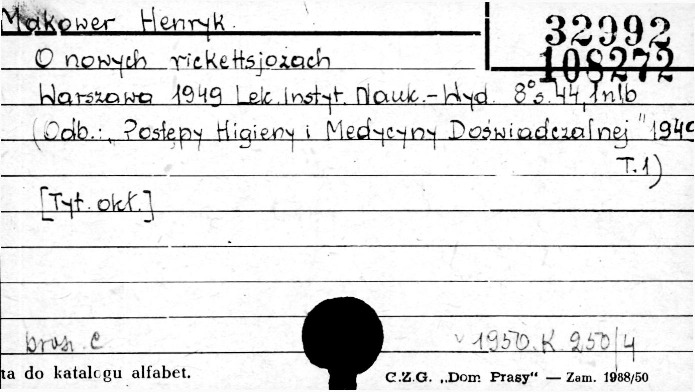 Makower Henryk.
32992
108272
O nowych rickettsjozach
Warszawa 1949 Lek. Instyt. Nauk.-Wyd. 8° s. 44, 1 nlb
(Odb.: "Postępy Higieny i Medycyny Doświadczalnej" 1949
T.1)
[Tyt. okł.]
brosz. C
1950. K 250/4
ta do katalogu alfabet.
C.Z.G. „Dom Prasy" — Zam. 1988/50